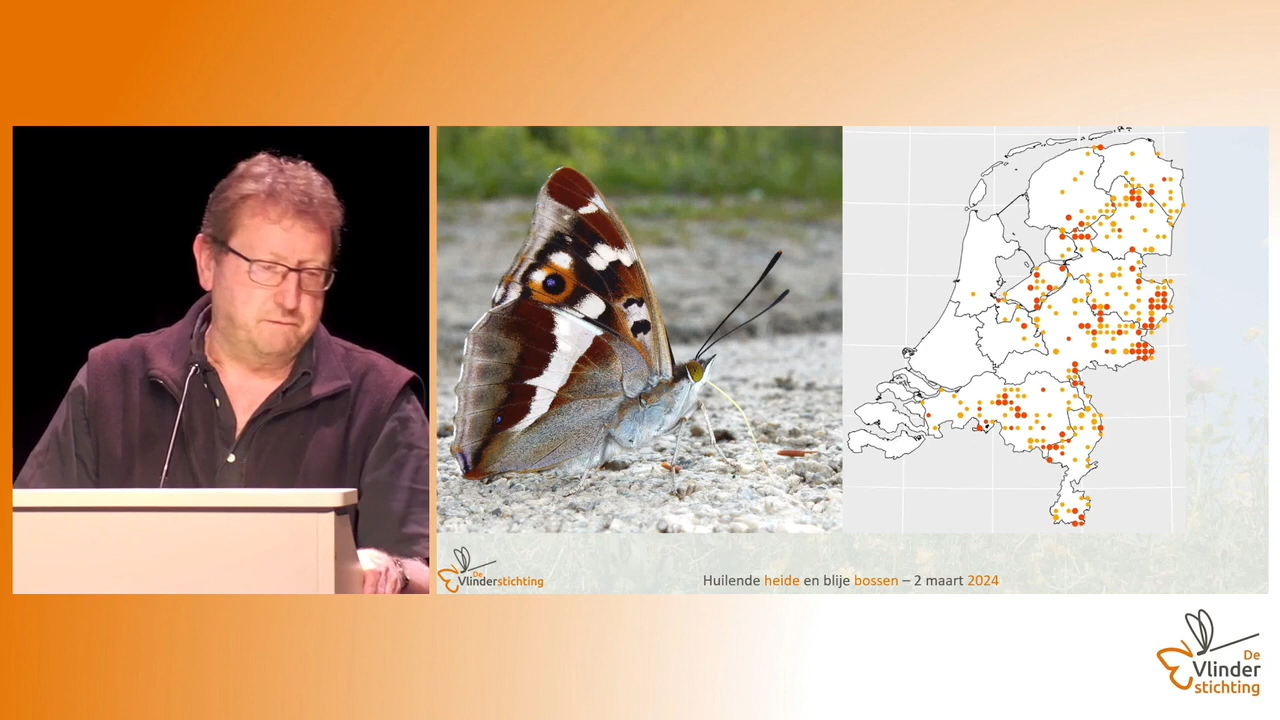 De
Vlinderstichting
Huilende heide en blije bossen – 2 maart 2024
De
Vlinder
stichting